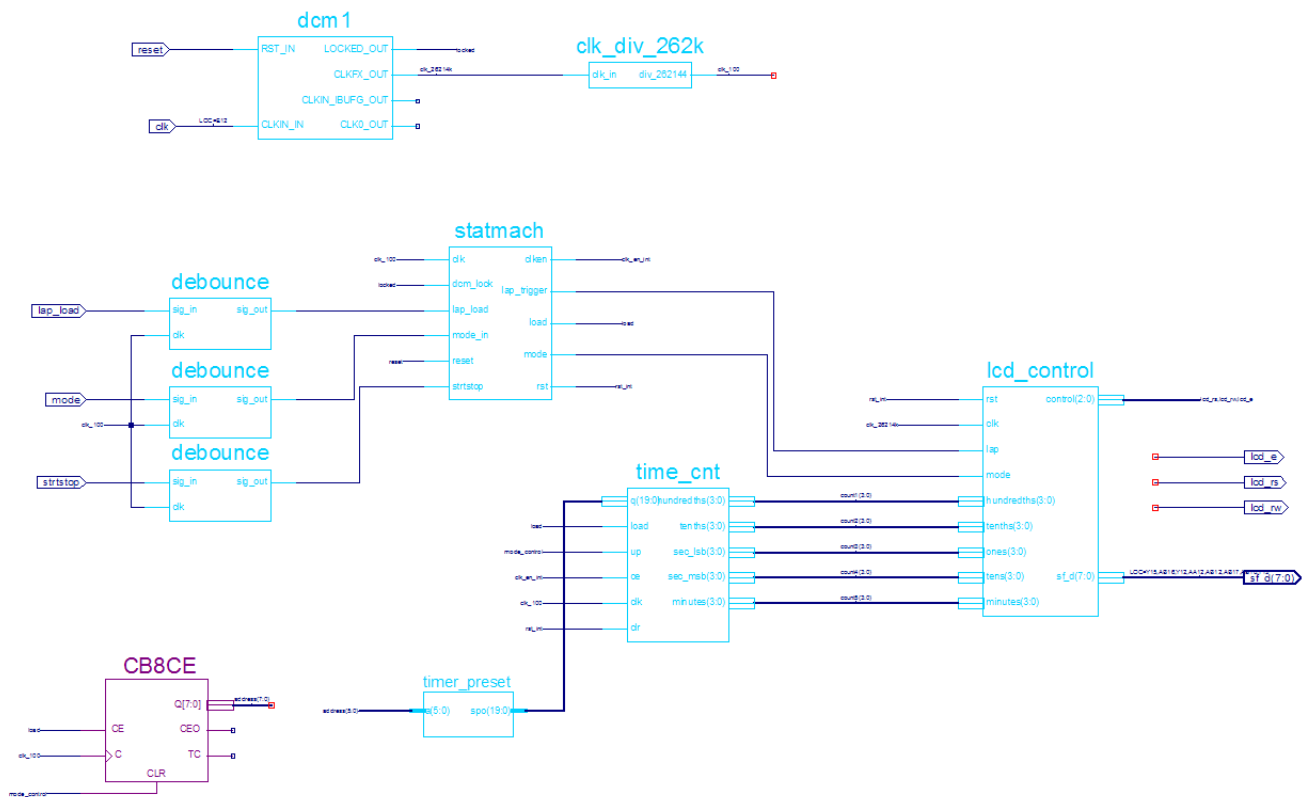 dcm1
reset
RST_IN
LOCKED_OUT
locked
CLKFX_OUT
clk_26214k
CLKIN_IBUFG_OUT
clk
CLKIN_IN
CLK0_OUT
clk_div_262k
clk_in
div_262144
clk_100
statmach
clk_100
clk
clken
clk_en_int
locked
dcm_lock
lap_trigger
lap_load
load
load
mode_in
mode
reset
reset
strtstop
rst
rst_int
debounce
lap_load
sig_in
sig_out
clk
debounce
mode
sig_in
sig_out
clk_100
clk
debounce
strtstop
sig_in
sig_out
clk
lcd_control
rst_int
rst
control(2:0)
lcd_rs,lcd_rw,lcd_e
clk_26214k
clk
lap
mode
hundredths(3:0)
tenths(3:0)
ones(3:0)
tens(3:0)
sf_d(7:0)
minutes(3:0)
lcd_e
lcd_rs
lcd_rw
sf_d(7:0)
time_cnt
q(19:0)
hundredths(3:0)
count1(3:0)
load
load
tenths(3:0)
count2(3:0)
mode_control
up
sec_lsb(3:0)
count3(3:0)
clk_en_int
ce
sec_msb(3:0)
count4(3:0)
clk_100
clk
minutes(3:0)
count5(3:0)
rst_int
clr
timer_preset
address(5:0)
a(5:0)
spo(19:0)
CB8CE
Q[7:0]
address(7:0)
load
CE
CEO
clk_100
C
TC
CLR
mode_control